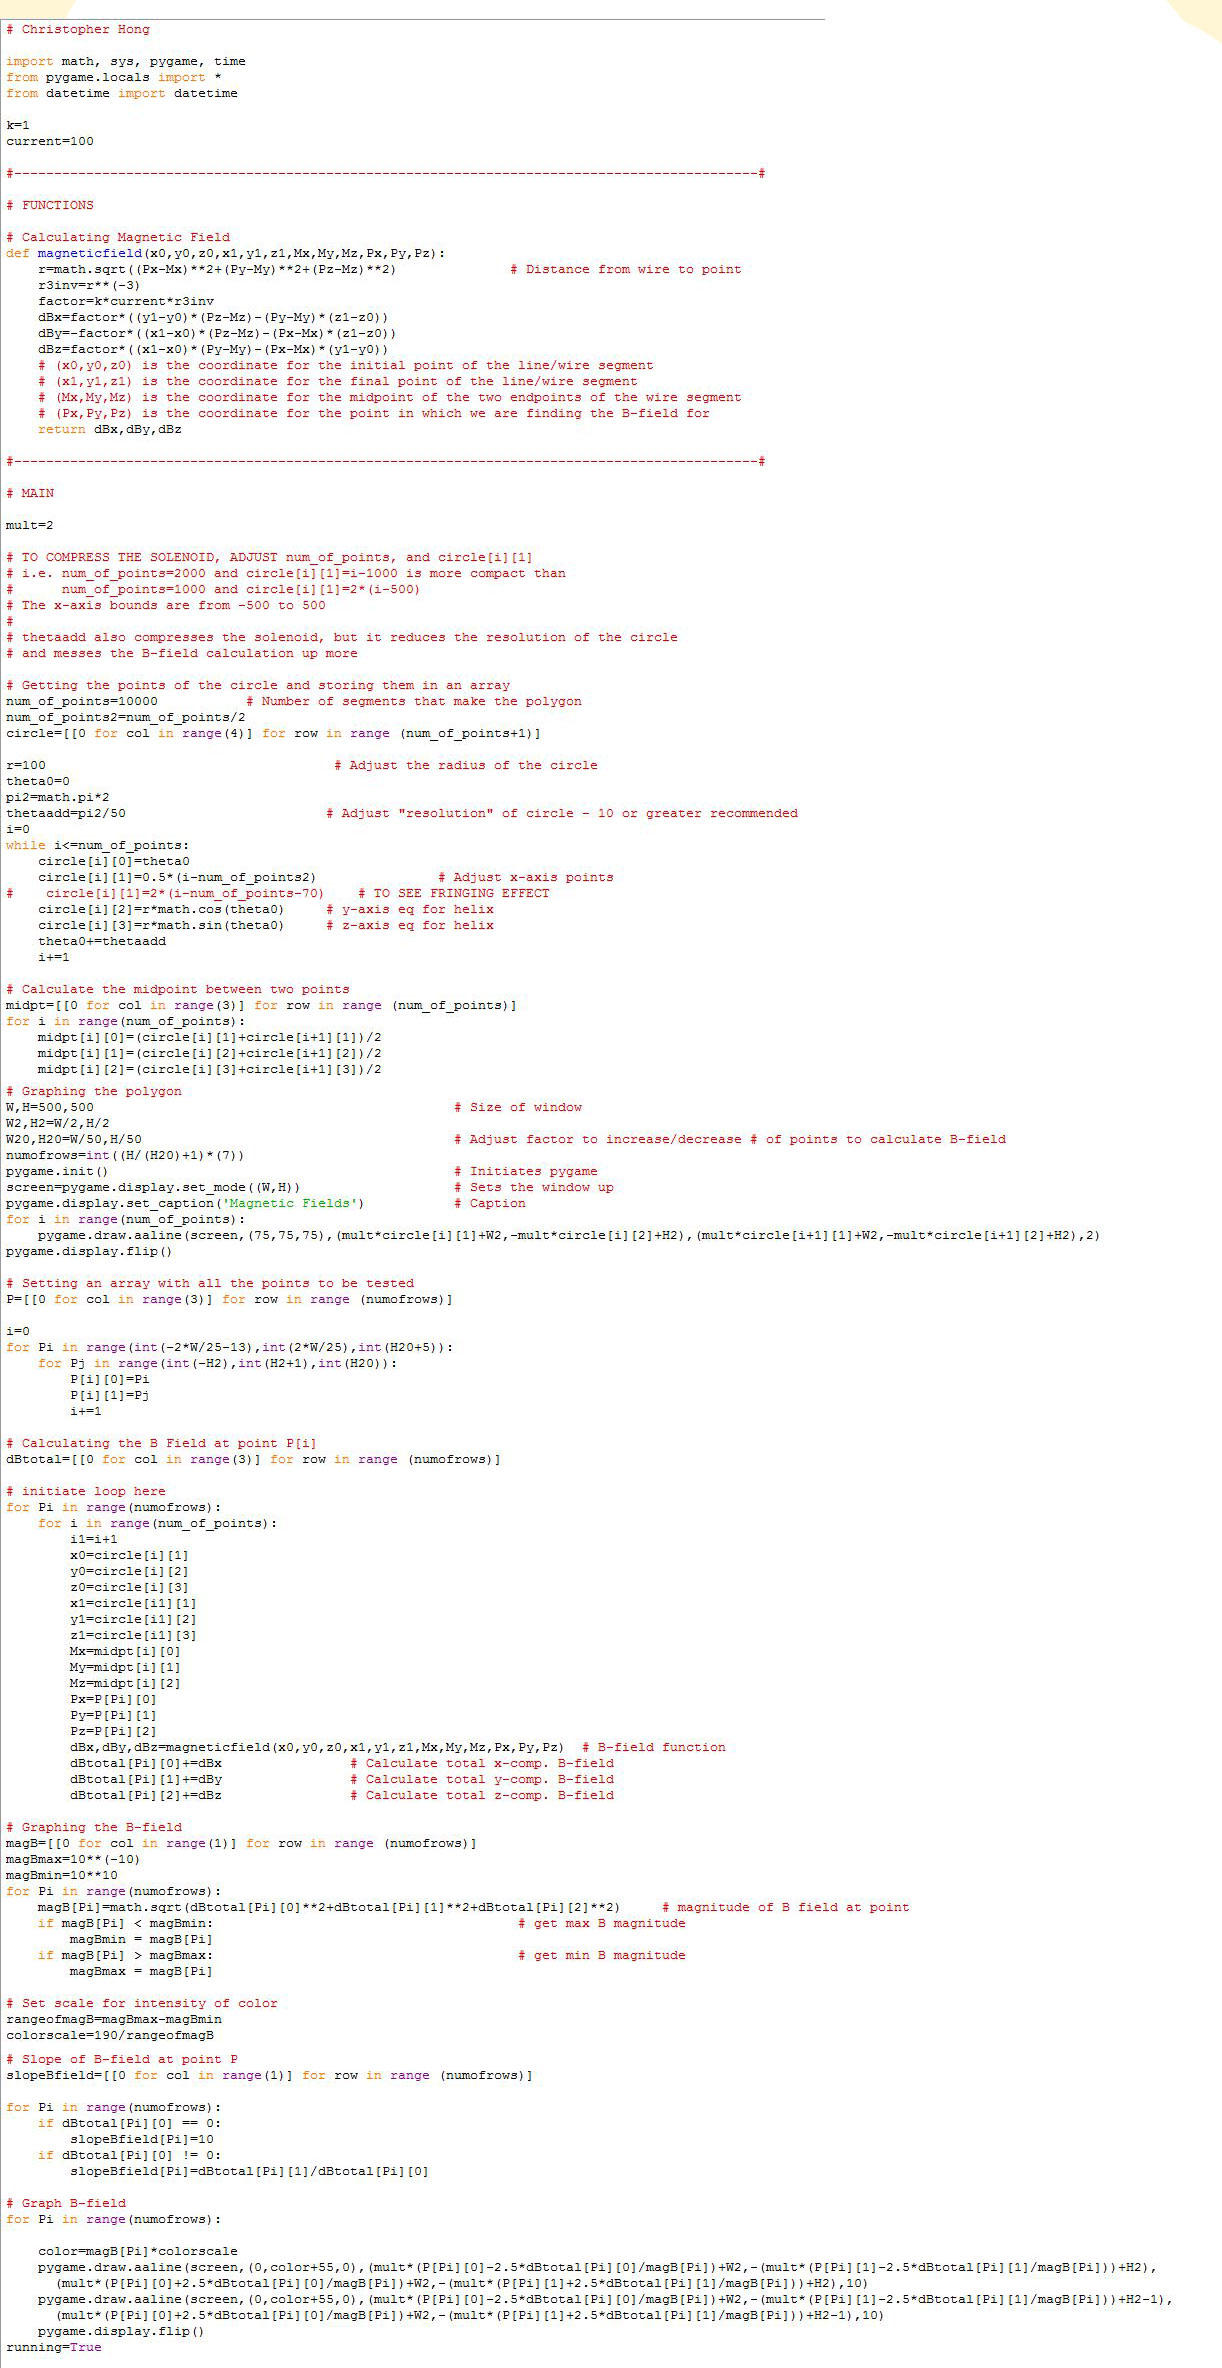 # Christopher Hong
import math, sys, pygame, time
from pygame.locals import *
from datetime import datetime
k=1
current=100
#---------------------------------------------------------------------------------------------#
# FUNCTIONS
# Calculating Magnetic Field
def magneticfield(x0,y0,z0,x1,y1,z1,Mx,My,Mz,Px,Py,Pz):
    r=math.sqrt((Px-Mx)**2+(Py-My)**2+(Pz-Mz)**2)              # Distance from wire to point
    r3inv=r**(-3)
    factor=k*current*r3inv
    dBx=factor*((y1-y0)*(Pz-Mz)-(Py-My)*(z1-z0))
    dBy=-factor*((x1-x0)*(Pz-Mz)-(Px-Mx)*(z1-z0))
    dBz=factor*((x1-x0)*(Py-My)-(Px-Mx)*(y1-y0))
    # (x0,y0,z0) is the coordinate for the initial point of the line/wire segment
    # (x1,y1,z1) is the coordinate for the final point of the line/wire segment
    # (Mx,My,Mz) is the coordinate for the midpoint of the two endpoints of the wire segment
    # (Px,Py,Pz) is the coordinate for the point in which we are finding the B-field for
    return dBx,dBy,dBz
#---------------------------------------------------------------------------------------------#
# MAIN
mult=2
# TO COMPRESS THE SOLENOID, ADJUST num_of_points, and circle[i][1]
# i.e. num_of_points=2000 and circle[i][1]=i-1000 is more compact than
#      num_of_points=1000 and circle[i][1]=2*(i-500)
# The x-axis bounds are from -500 to 500
#
# thetaadd also compresses the solenoid, but it reduces the resolution of the circle
# and messes the B-field calculation up more
# Getting the points of the circle and storing them in an array
num_of_points=10000           # Number of segments that make the polygon
num_of_points2=num_of_points/2
circle=[[0 for col in range(4)] for row in range (num_of_points+1)]
r=100                                    # Adjust the radius of the circle
theta0=0
pi2=math.pi*2
thetaadd=pi2/50                         # Adjust "resolution" of circle - 10 or greater recommended
i=0
while i<=num_of_points:
    circle[i][0]=theta0
    circle[i][1]=0.5*(i-num_of_points2)               # Adjust x-axis points
#    circle[i][1]=2*(i-num_of_points-70)    # TO SEE FRINGING EFFECT
    circle[i][2]=r*math.cos(theta0)     # y-axis eq for helix
    circle[i][3]=r*math.sin(theta0)     # z-axis eq for helix
    theta0+=thetaadd
    i+=1
# Calculate the midpoint between two points
midpt=[[0 for col in range(3)] for row in range (num_of_points)]
for i in range(num_of_points):
    midpt[i][0]=(circle[i][1]+circle[i+1][1])/2
    midpt[i][1]=(circle[i][2]+circle[i+1][2])/2
    midpt[i][2]=(circle[i][3]+circle[i+1][3])/2
# Graphing the polygon
W,H=500,500                                             # Size of window
W2,H2=W/2,H/2
W20,H20=W/50,H/50                                       # Adjust factor to increase/decrease # of points to calculate B-field
numofrows=int((H/(H20)+1)*(7))
pygame.init()                                           # Initiates pygame
screen=pygame.display.set_mode((W,H))                   # Sets the window up
pygame.display.set_caption('Magnetic Fields')           # Caption
for i in range(num_of_points):
    pygame.draw.aaline(screen,(75,75,75),(mult*circle[i][1]+W2,-mult*circle[i][2]+H2),(mult*circle[i+1][1]+W2,-mult*circle[i+1][2]+H2),2)
pygame.display.flip()
# Setting an array with all the points to be tested
P=[[0 for col in range(3)] for row in range (numofrows)]
i=0
for Pi in range(int(-2*W/25-13),int(2*W/25),int(H20+5)):
    for Pj in range(int(-H2),int(H2+1),int(H20)):
        P[i][0]=Pi
        P[i][1]=Pj
        i+=1
# Calculating the B Field at point P[i]
dBtotal=[[0 for col in range(3)] for row in range (numofrows)]
# initiate loop here
for Pi in range(numofrows):
    for i in range(num_of_points):
        i1=i+1
        x0=circle[i][1]
        y0=circle[i][2]
        z0=circle[i][3]
        x1=circle[i1][1]
        y1=circle[i1][2]
        z1=circle[i1][3]
        Mx=midpt[i][0]
        My=midpt[i][1]
        Mz=midpt[i][2]
        Px=P[Pi][0]
        Py=P[Pi][1]
        Pz=P[Pi][2]
        dBx,dBy,dBz=magneticfield(x0,y0,z0,x1,y1,z1,Mx,My,Mz,Px,Py,Pz)  # B-field function
        dBtotal[Pi][0]+=dBx                # Calculate total x-comp. B-field
        dBtotal[Pi][1]+=dBy                # Calculate total y-comp. B-field
        dBtotal[Pi][2]+=dBz                # Calculate total z-comp. B-field
# Graphing the B-field
magB=[[0 for col in range(1)] for row in range (numofrows)]
magBmax=10**(-10)
magBmin=10**10
for Pi in range(numofrows):
    magB[Pi]=math.sqrt(dBtotal[Pi][0]**2+dBtotal[Pi][1]**2+dBtotal[Pi][2]**2)     # magnitude of B field at point
    if magB[Pi] < magBmin:                                      # get max B magnitude
        magBmin = magB[Pi]
    if magB[Pi] > magBmax:                                      # get min B magnitude
        magBmax = magB[Pi]
# Set scale for intensity of color
rangeofmagB=magBmax-magBmin
colorscale=190/rangeofmagB
# Slope of B-field at point P
slopeBfield=[[0 for col in range(1)] for row in range (numofrows)]
for Pi in range(numofrows):
    if dBtotal[Pi][0] == 0:
        slopeBfield[Pi]=10
    if dBtotal[Pi][0] != 0:
        slopeBfield[Pi]=dBtotal[Pi][1]/dBtotal[Pi][0]
# Graph B-field
for Pi in range(numofrows):
    color=magB[Pi]*colorscale
    pygame.draw.aaline(screen,(0,color+55,0),(mult*(P[Pi][0]-2.5*dBtotal[Pi][0]/magB[Pi])+W2,-(mult*(P[Pi][1]-2.5*dBtotal[Pi][1]/magB[Pi]))+H2),
      (mult*(P[Pi][0]+2.5*dBtotal[Pi][0]/magB[Pi])+W2,-(mult*(P[Pi][1]+2.5*dBtotal[Pi][1]/magB[Pi]))+H2),10)
    pygame.draw.aaline(screen,(0,color+55,0),(mult*(P[Pi][0]-2.5*dBtotal[Pi][0]/magB[Pi])+W2,-(mult*(P[Pi][1]-2.5*dBtotal[Pi][1]/magB[Pi]))+H2-1),
      (mult*(P[Pi][0]+2.5*dBtotal[Pi][0]/magB[Pi])+W2,-(mult*(P[Pi][1]+2.5*dBtotal[Pi][1]/magB[Pi]))+H2-1),10)
    pygame.display.flip()
running=True